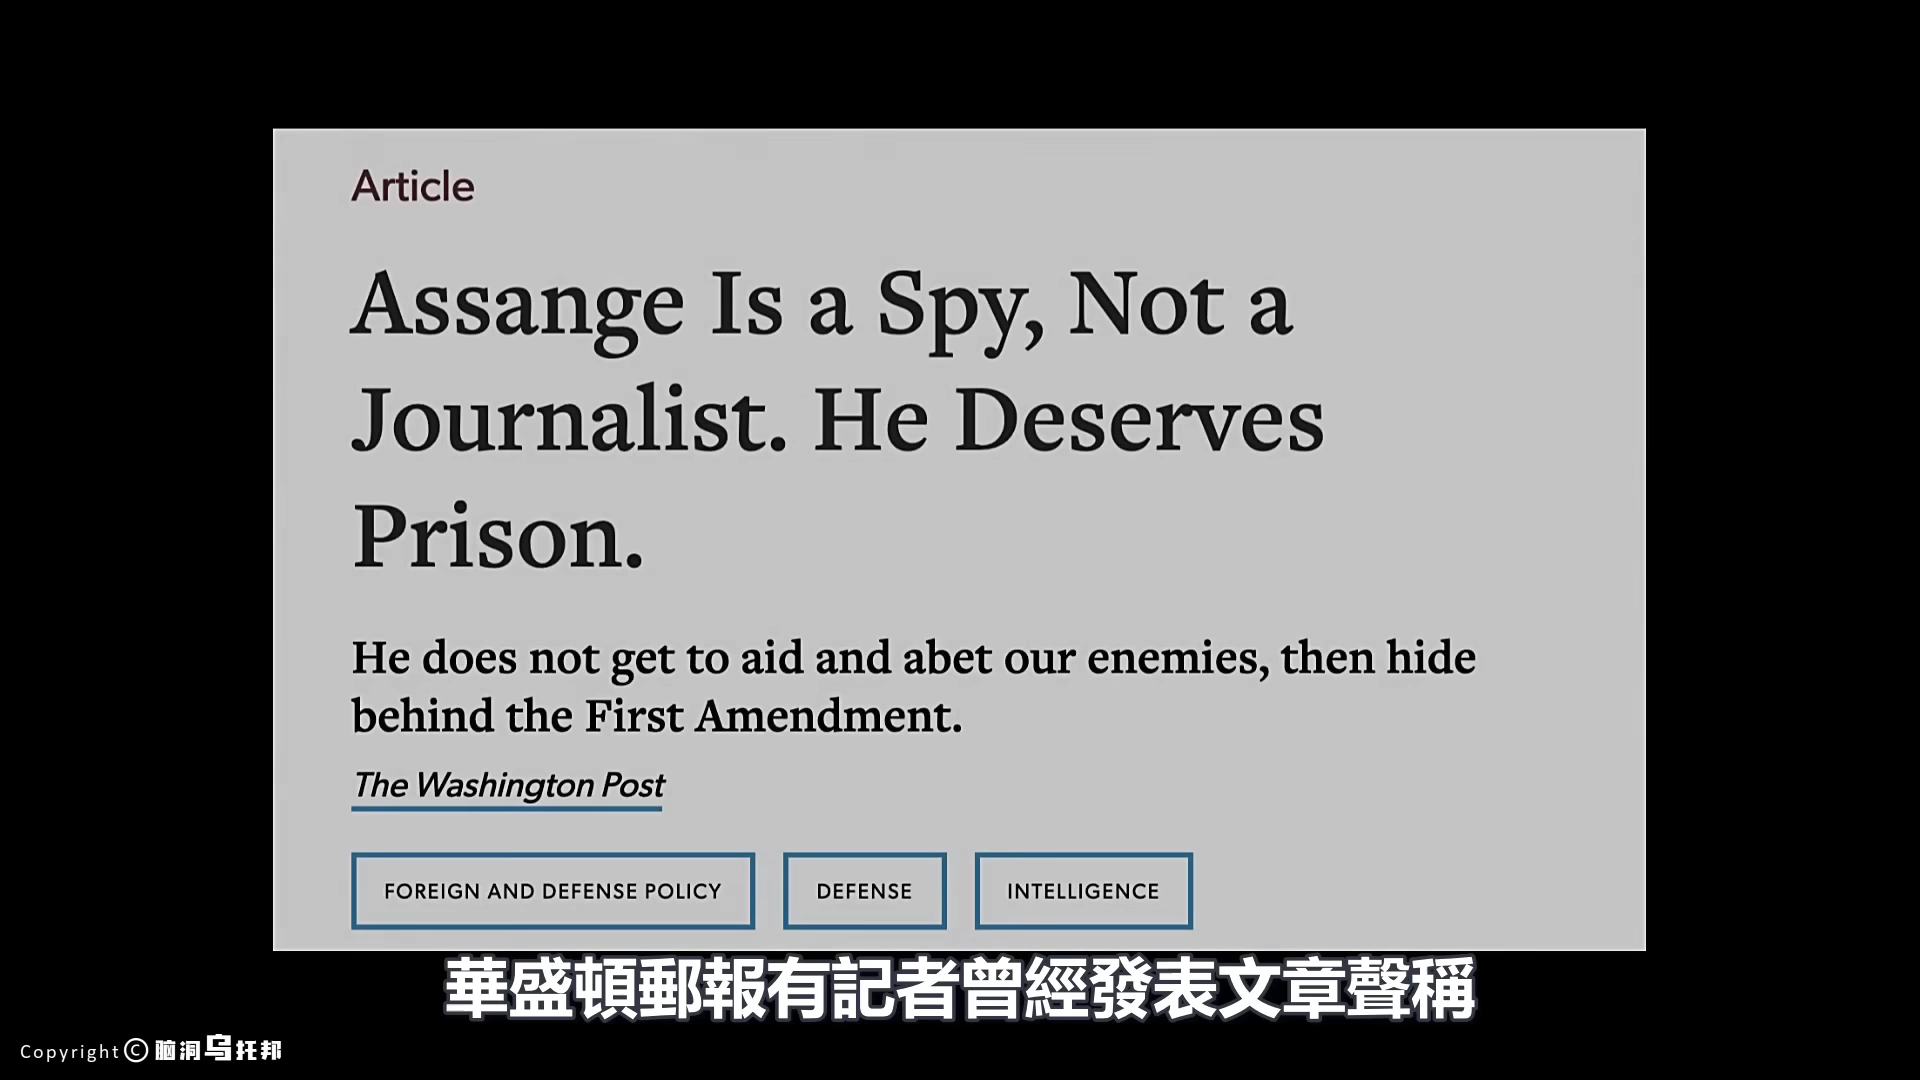 Article
Assange Is a Spy, Not a
Journalist. He Deserves
Prison.
He does not get to aid and abet our enemies, then hide
behind the First Amendment.
The Washington Post
FOREIGN AND DEFENSE POLICY
DEFENSE
INTELLIGENCE
華盛頓郵報有記者曾經發表文章聲稱
Copyright © 脑洞乌托邦